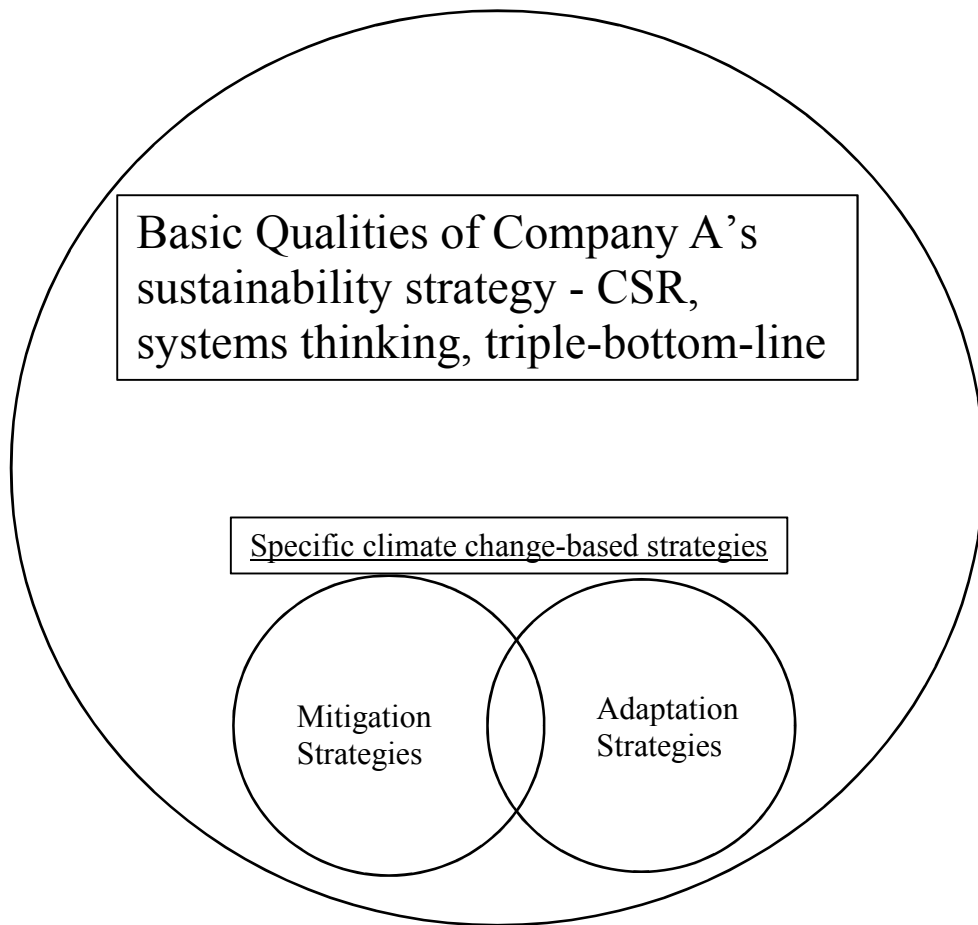 Basic Qualities of Company A’s
sustainability strategy - CSR,
systems thinking, triple-bottom-line
Specific climate change-based strategies
Mitigation
Strategies
Adaptation
Strategies